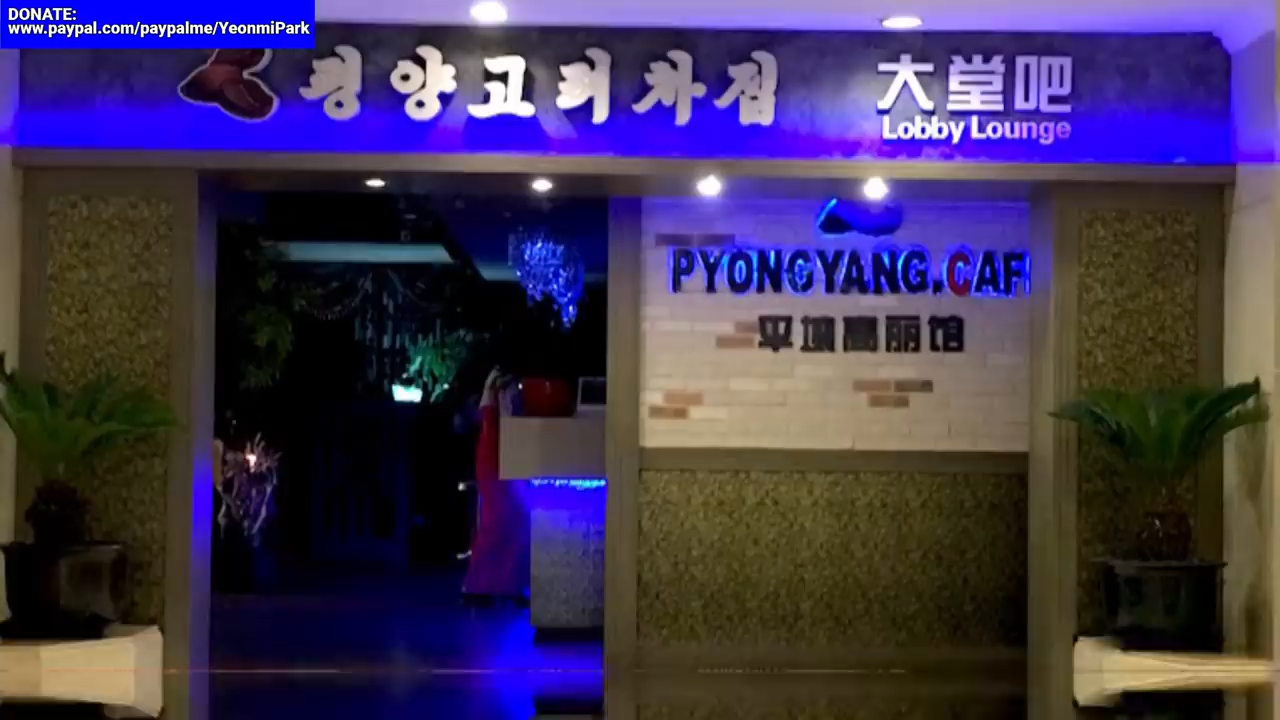 DONATE:
www.paypal.com/paypalme/YeonmiPark
평양고려차집
大堂吧
Lobby Lounge
PYONGYANG.CAF
平壤高丽馆